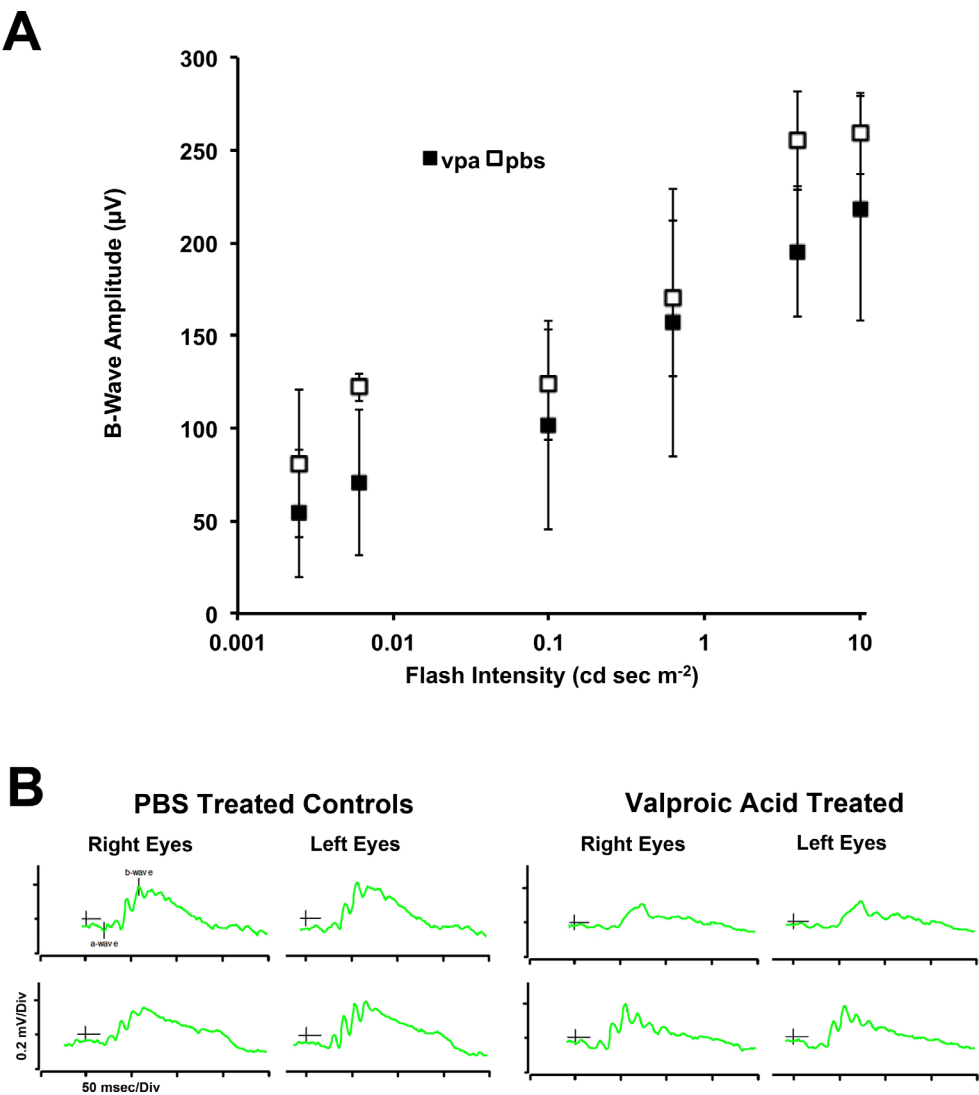 A
300
250
200
150
100
50
0
B-Wave Amplitude (µV)
vpa pbs
0.001 0.01 0.1 1 10
Flash Intensity (cd sec m-2)
B
PBS Treated Controls Valproic Acid Treated
Right Eyes Left Eyes Right Eyes Left Eyes
b-wave
a-wave
0.2 mV/Div
50 msec/Div